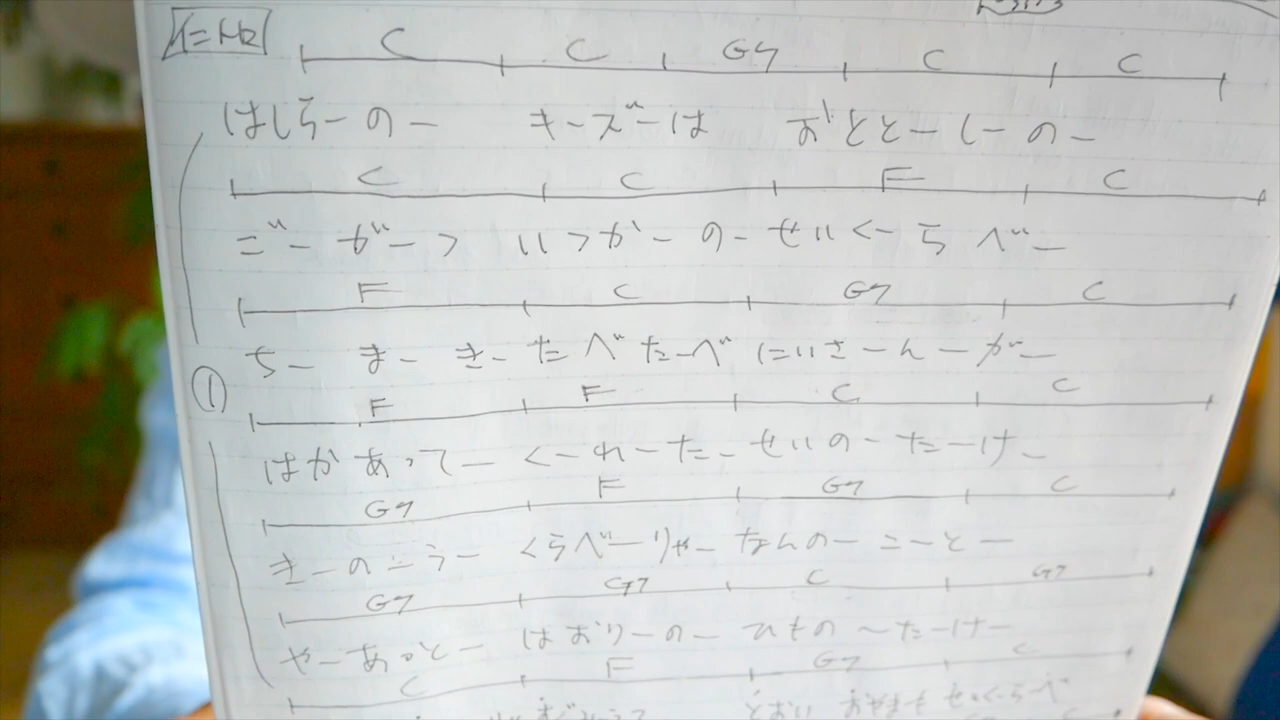 C C G7 C C
はしらーのー キーズーは おととーしーのー
C C F C
ごーがーつ いつかーのーせいくーらべー
F C G7 C
ちーまーきーたべたーべ にいさーんーがー
① F F C C
はかあってー くーれーたー せいのーたーけー
G7 F G7 C
きーのーうー くらべーりゃー なんのーこーとー
G7 G7 C G7
やーあっとー はおりーのー ひものーたーけー
C F G7 C